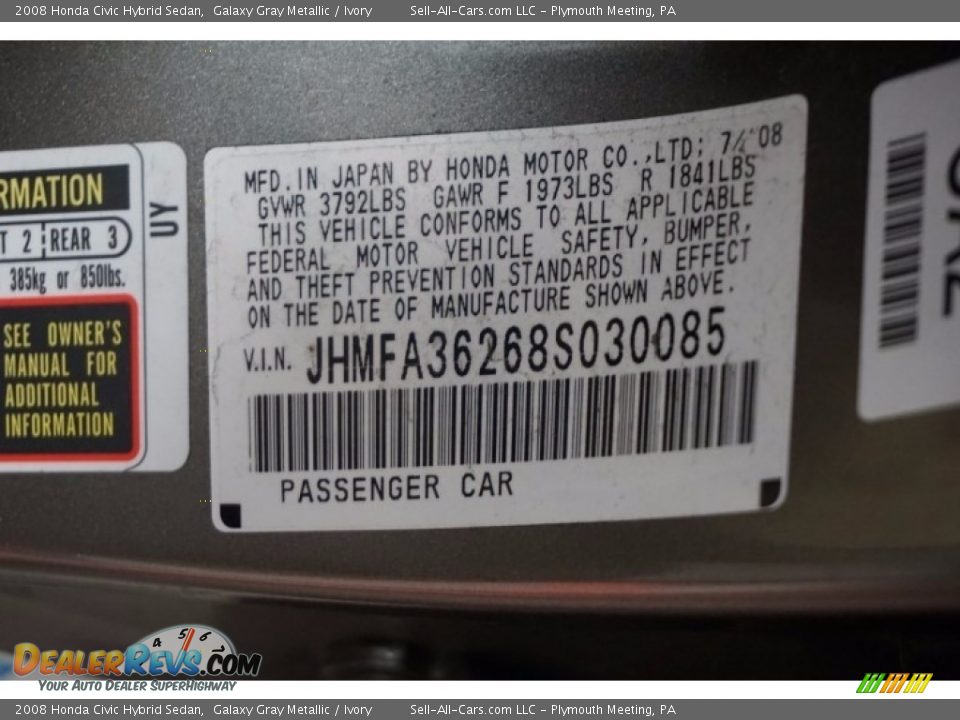 2008 Honda Civic Hybrid Sedan, Galaxy Gray Metallic / Ivory Sell-All-Cars.com LLC - Plymouth Meeting, PA
RMATION
T 2 REAR 3
385kg or 850lbs.
UY
SEE OWNER'S
MANUAL FOR
ADDITIONAL
INFORMATION
MFD. IN JAPAN BY HONDA MOTOR CO., LTD; 7/'08
GVWR 3792LBS GAWR F 1973LBS R 1841LBS
THIS VEHICLE CONFORMS TO ALL APPLICABLE
FEDERAL MOTOR VEHICLE SAFETY, BUMPER,
AND THEFT PREVENTION STANDARDS IN EFFECT
ON THE DATE OF MANUFACTURE SHOWN ABOVE.
V.I.N. JHMFA36268S030085
PASSENGER CAR
4 5 6
DEALERREVS.COM
YOUR AUTO DEALER SUPERHIGHWAY
2008 Honda Civic Hybrid Sedan, Galaxy Gray Metallic / Ivory Sell-All-Cars.com LLC - Plymouth Meeting, PA